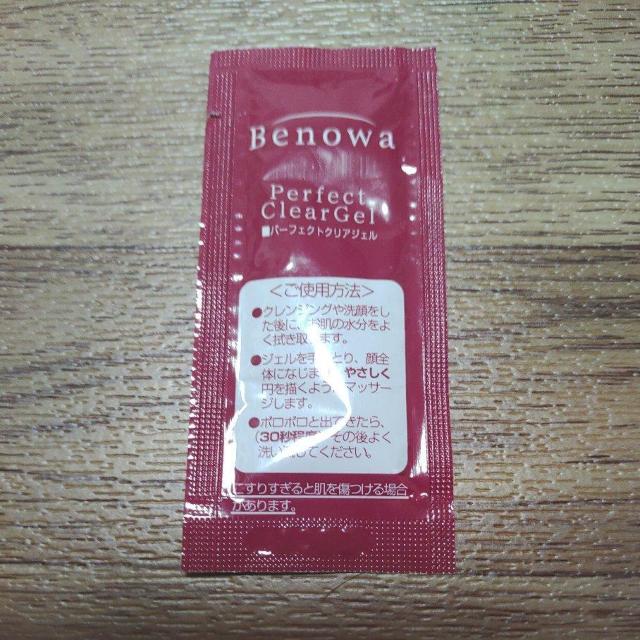 Benowa
Perfect
ClearGel
パーフェクトクリアジェル
＜ご使用方法＞
●クレンジングや洗顔をし
た後に、お肌の水分をよ
く拭き取ります。
●ジェルを手にとり、顔全
体になじませ、やさしく
円を描くようにマッサー
ジします。
●ポロポロと出てきたら、
(30秒程度)その後よく
洗い流してください。
こすりすぎると肌を傷つける場合
があります。